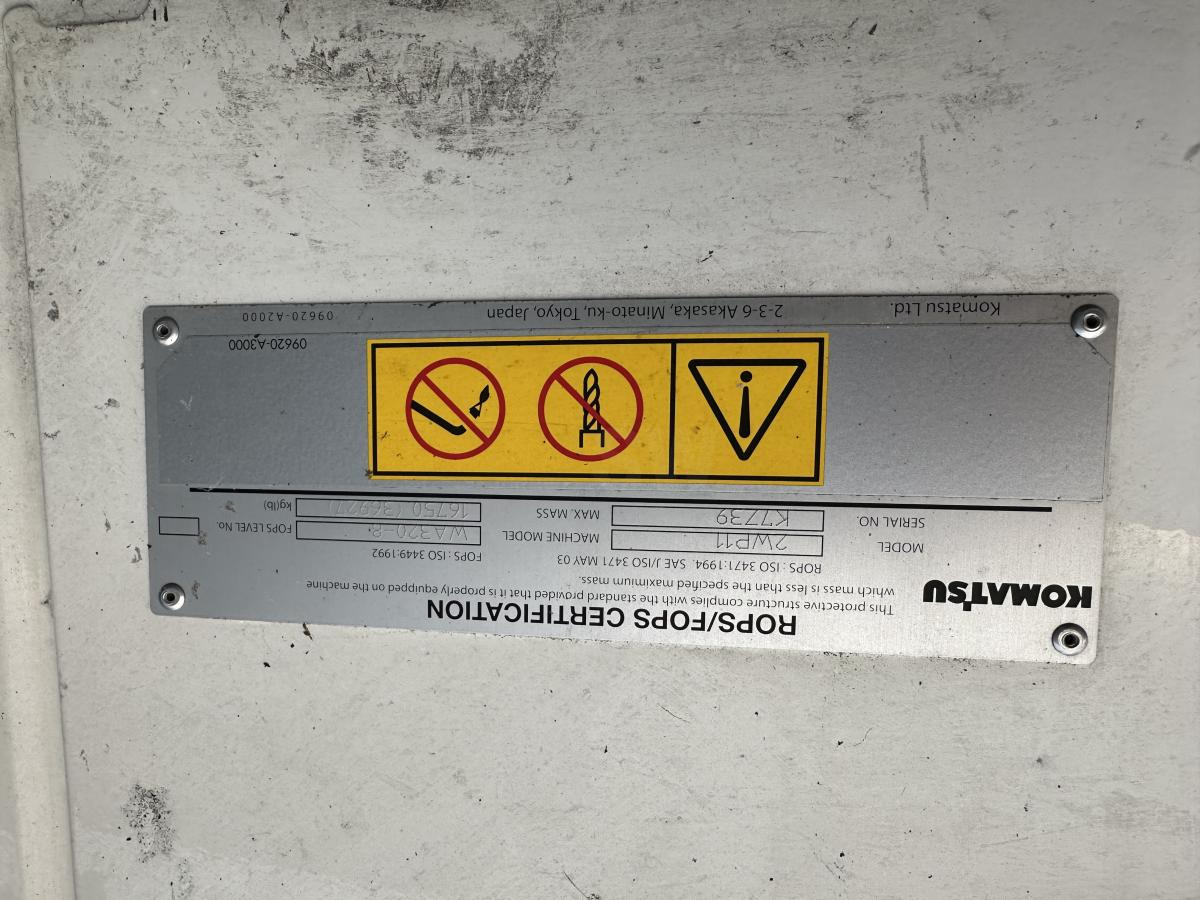 ROPS/FOPS CERTIFICATION
KOMATSU
This protective structure complies with the standard provided that it is properly equipped on the machine
which mass is less than the specified maximum mass.
ROPS : ISO 3471:1994, SAE J/ISO 3471 MAY 03
FOPS : ISO 3449:1992
MODEL 2WP11 MACHINE MODEL WA320-8 FOPS LEVEL No.
SERIAL NO. K7739 MAX. MASS 16750 (36927) kg(lb)
09620-A3000
Komatsu Ltd. 2-3-6 Akasaka, Minato-ku, Tokyo, Japan 09620-A2000